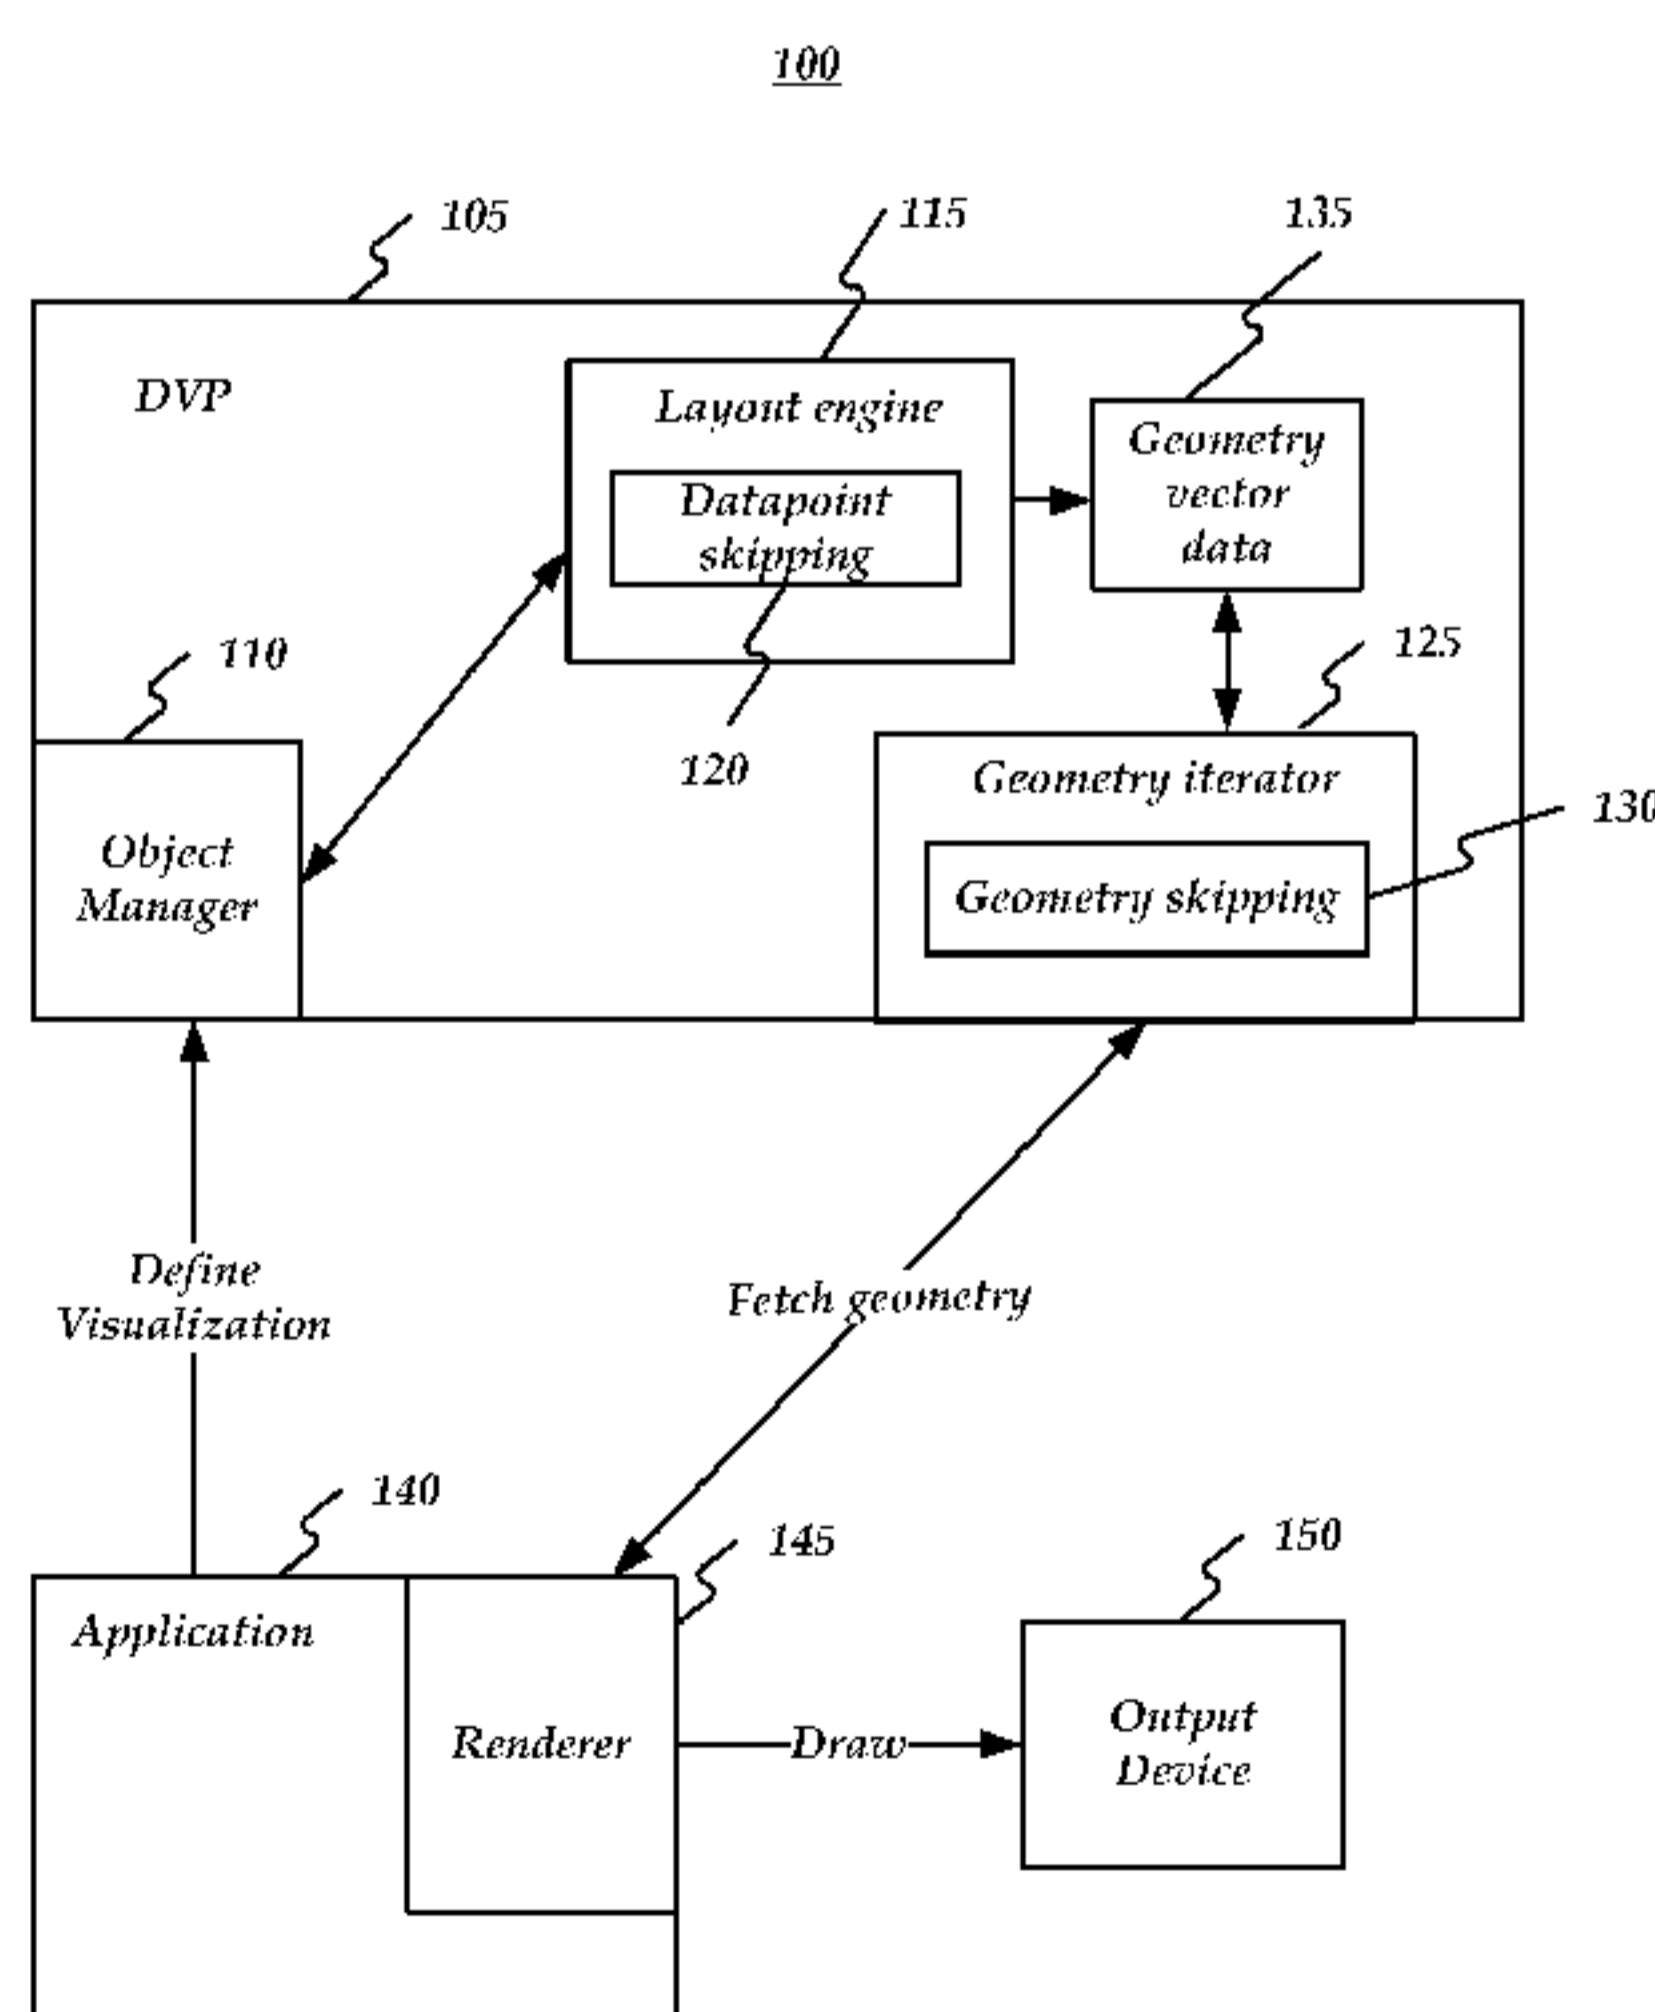 100
105
115
135
DVP
Layout engine
Datapoint
skipping
Geometry
vector
data
110
120
125
Geometry iterator
130
Geometry skipping
Object
Manager
Define
Visualization
Fetch geometry
140
145
150
Application
Renderer
Draw
Output
Device